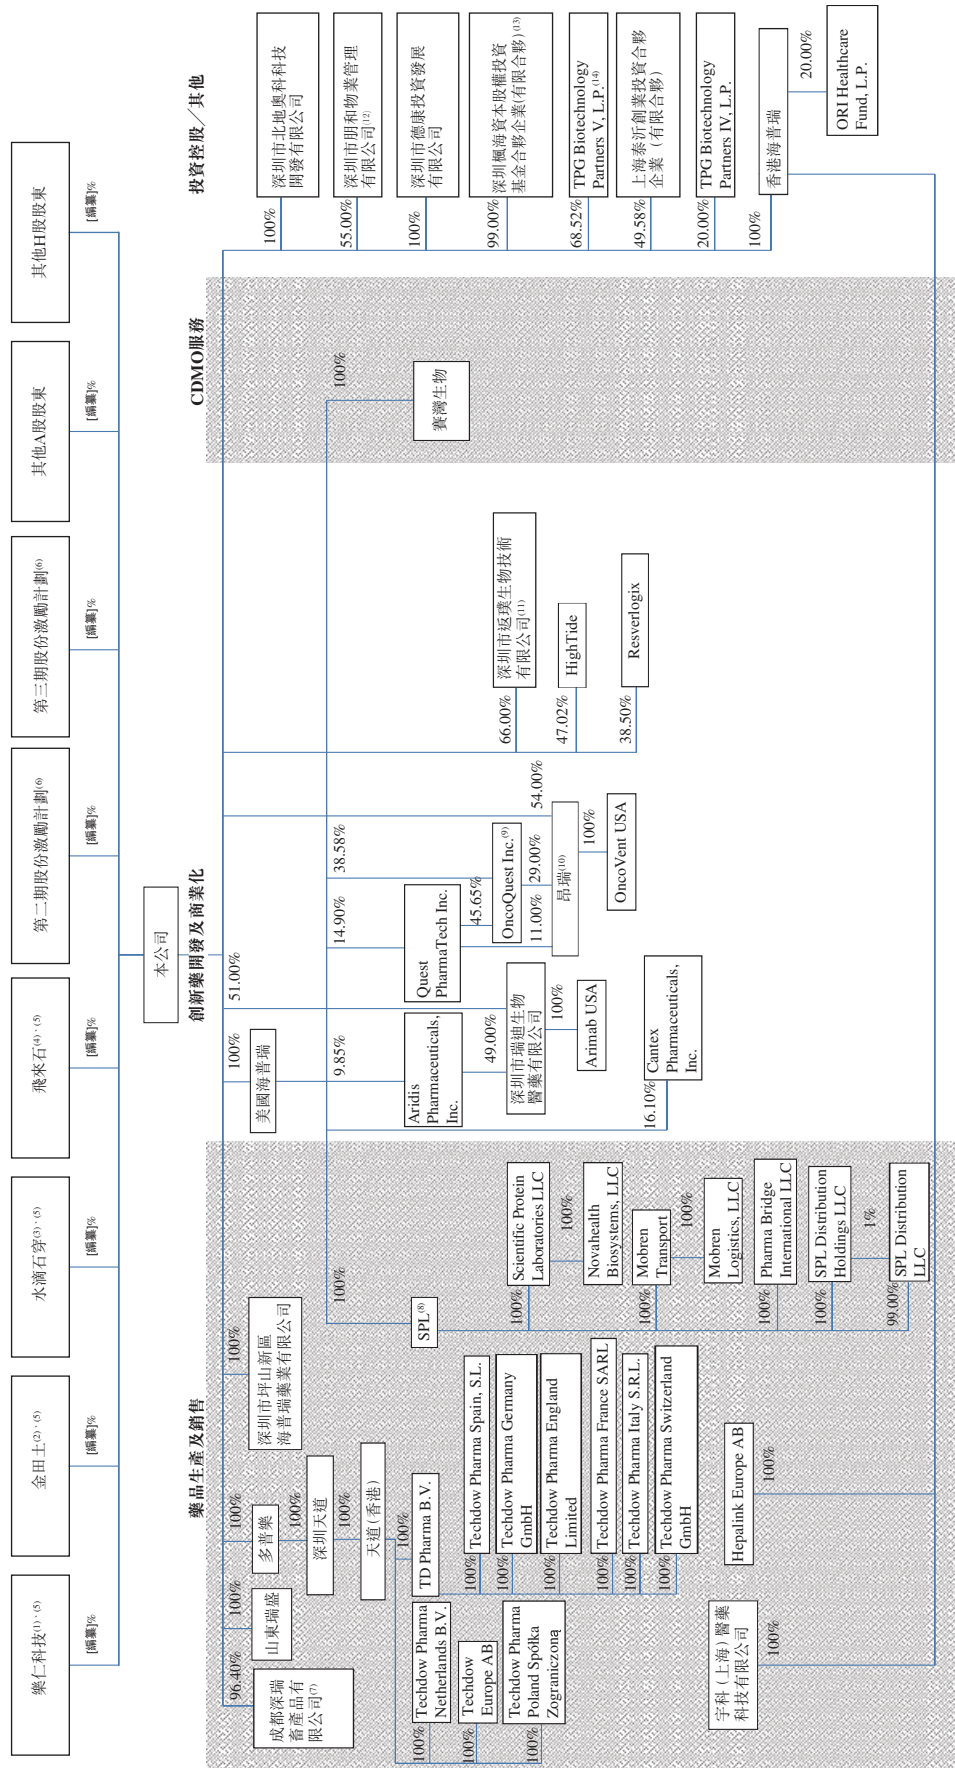 樂仁科技(1)、(5)
金田土(2)、(5)
水滴石穿(3)、(5)
飛來石(4)、(5)
第二期股份激勵計劃(6)
第三期股份激勵計劃(6)
其他A股股東
其他H股股東
[編纂]%
[編纂]%
[編纂]%
[編纂]%
[編纂]%
[編纂]%
[編纂]%
[編纂]%
本公司
藥品生產及銷售
創新藥開發及商業化
CDMO服務
投資控股／其他
96.40%
成都深瑞
畜產品有
限公司(7)
100%
山東瑞盛
100%
多普樂
100%
深圳天道
100%
天道（香港）
100%
TD Pharma B.V.
100%
深圳市坪山新區
海普瑞藥業有限公司
100%
Techdow Pharma
Netherlands B.V.
100%
Techdow
Europe AB
100%
Techdow Pharma
Poland Spółka
Zograniczoną
100%
Techdow Pharma Spain, S.L.
100%
Techdow Pharma Germany
GmbH
100%
Techdow Pharma England
Limited
100%
Techdow Pharma France SARL
100%
Techdow Pharma Italy S.R.L.
100%
Techdow Pharma Switzerland
GmbH
宇科（上海）醫藥
科技有限公司
100%
Hepalink Europe AB
100%
100%
SPL(8)
100%
Scientific Protein
Laboratories LLC
100%
Novahealth
Biosystems, LLC
100%
Mobren
Transport
100%
Mobren
Logistics, LLC
100%
Pharma Bridge
International LLC
100%
SPL Distribution
Holdings LLC
1%
99.00%
SPL Distribution
LLC
100%
美國海普瑞
9.85%
Aridis
Pharmaceuticals,
Inc.
51.00%
49.00%
深圳市瑞迪生物
醫藥有限公司
100%
Arimab USA
16.10%
Cantex
Pharmaceuticals,
Inc.
14.90%
Quest
PharmaTech Inc.
38.58%
45.65%
OncoQuest Inc.(9)
11.00%
29.00%
54.00%
昂瑞(10)
100%
OncoVent USA
66.00%
深圳市返璞生物技術
有限公司(11)
47.02%
HighTide
38.50%
Resverlogix
100%
賽灣生物
100%
深圳市北地奧科科技
開發有限公司
55.00%
深圳市朋和物業管理
有限公司(12)
100%
深圳市德康投資發展
有限公司
99.00%
深圳楓海資本股權投資
基金合夥企業(有限合夥)(13)
68.52%
TPG Biotechnology
Partners V, L.P.(14)
49.58%
上海泰沂創業投資合夥
企業（有限合夥）
20.00%
TPG Biotechnology
Partners IV, L.P.
100%
香港海普瑞
20.00%
ORI Healthcare
Fund, L.P.